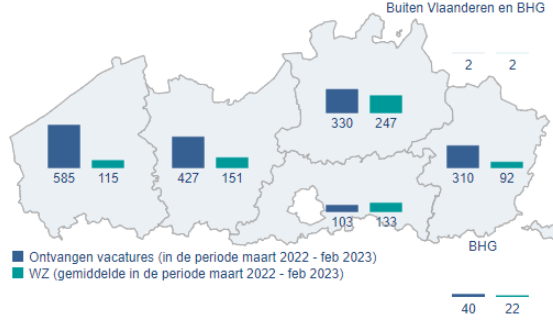 Buiten Vlaanderen en BHG
2 2
330 247
585 115
427 151
310 92
103 133
BHG
Ontvangen vacatures (in de periode maart 2022 - feb 2023)
WZ (gemiddelde in de periode maart 2022 - feb 2023)
40 22